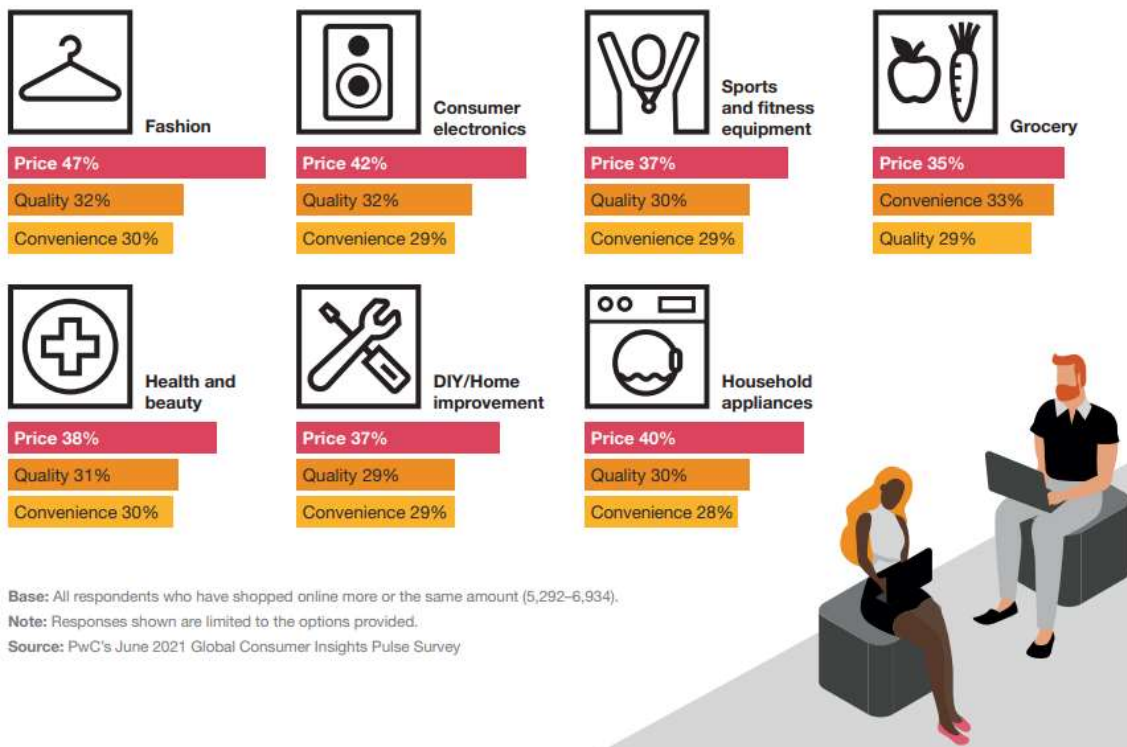 Fashion
Price 47%
Quality 32%
Convenience 30%
Consumer
electronics
Price 42%
Quality 32%
Convenience 29%
Sports
and fitness
equipment
Price 37%
Quality 30%
Convenience 29%
Grocery
Price 35%
Convenience 33%
Quality 29%
Health and
beauty
Price 38%
Quality 31%
Convenience 30%
DIY/Home
improvement
Price 37%
Quality 29%
Convenience 29%
Household
appliances
Price 40%
Quality 30%
Convenience 28%
Base: All respondents who have shopped online more or the same amount (5,292–6,934).
Note: Responses shown are limited to the options provided.
Source: PwC's June 2021 Global Consumer Insights Pulse Survey